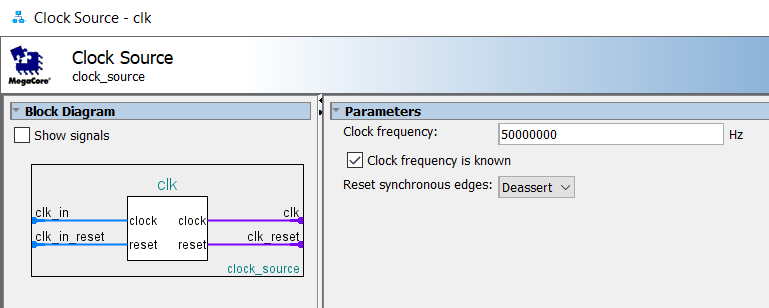 Clock Source - clk
Clock Source
clock_source
MegaCore®
Block Diagram
Show signals
clk
clk_in
clock
clock
clk
clk_in_reset
reset
reset
clk_reset
clock_source
Parameters
Clock frequency: 50000000 Hz
Clock frequency is known
Reset synchronous edges: Deassert